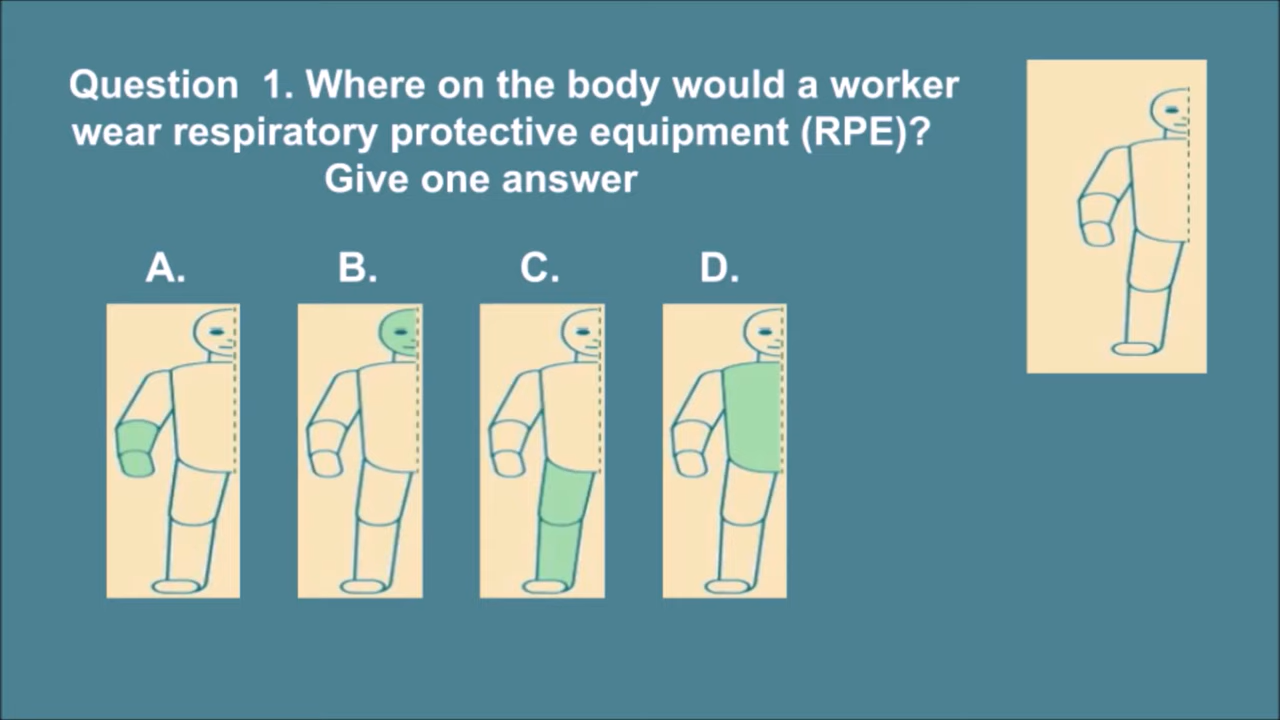 Question 1. Where on the body would a worker
wear respiratory protective equipment (RPE)?
Give one answer
A. B. C. D.